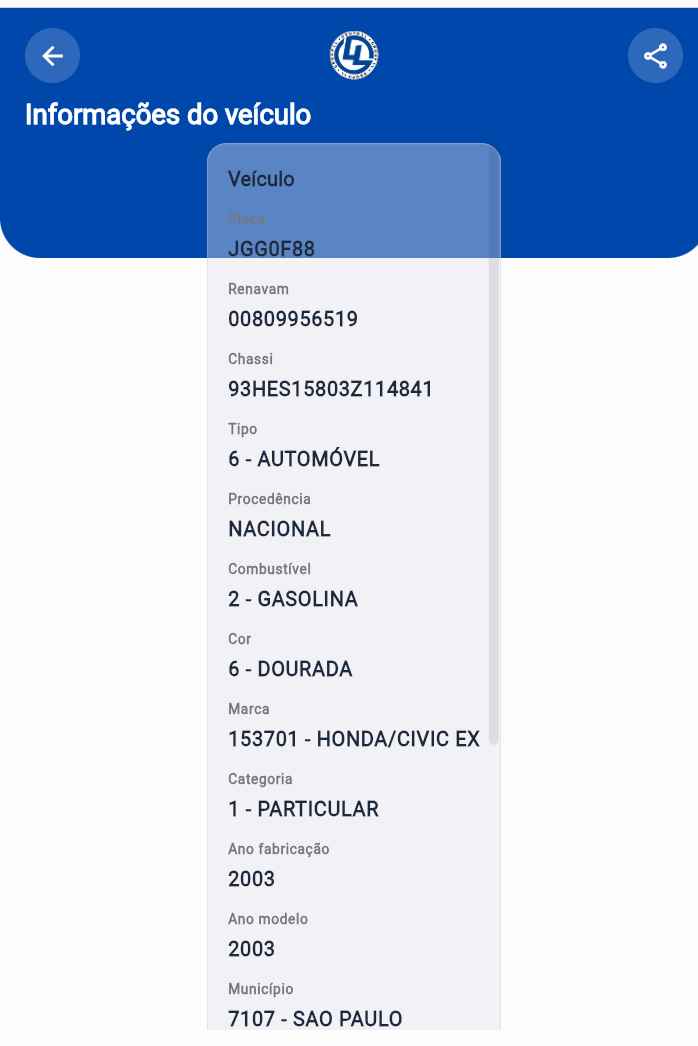 Informações do veículo
Veículo
Placa
JGG0F88
Renavam
00809956519
Chassi
93HES15803Z114841
Tipo
6 - AUTOMÓVEL
Procedência
NACIONAL
Combustível
2 - GASOLINA
Cor
6 - DOURADA
Marca
153701 - HONDA/CIVIC EX
Categoria
1 - PARTICULAR
Ano fabricação
2003
Ano modelo
2003
Município
7107 - SAO PAULO